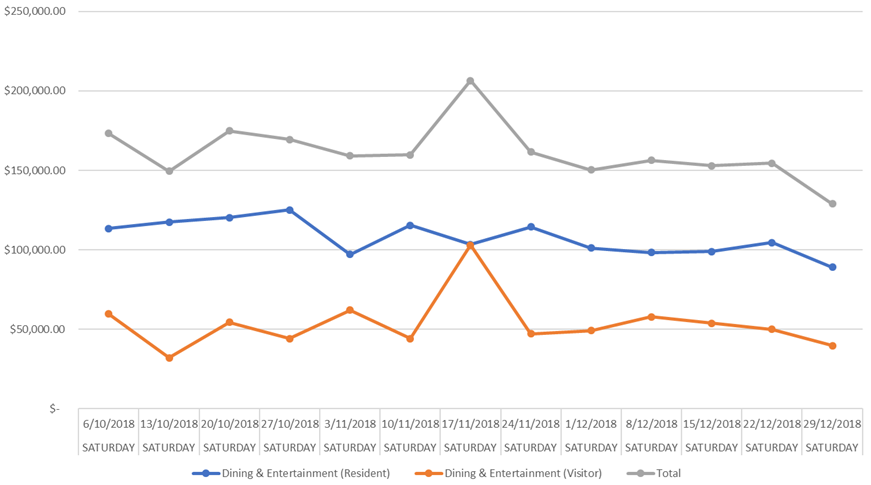 $250,000.00
$200,000.00
$150,000.00
$100,000.00
$50,000.00
$-
6/10/2018 13/10/2018 20/10/2018 27/10/2018 3/11/2018 10/11/2018 17/11/2018 24/11/2018 1/12/2018 8/12/2018 15/12/2018 22/12/2018 29/12/2018
SATURDAY SATURDAY SATURDAY SATURDAY SATURDAY SATURDAY SATURDAY SATURDAY SATURDAY SATURDAY SATURDAY SATURDAY SATURDAY
Dining & Entertainment (Resident) Dining & Entertainment (Visitor) Total